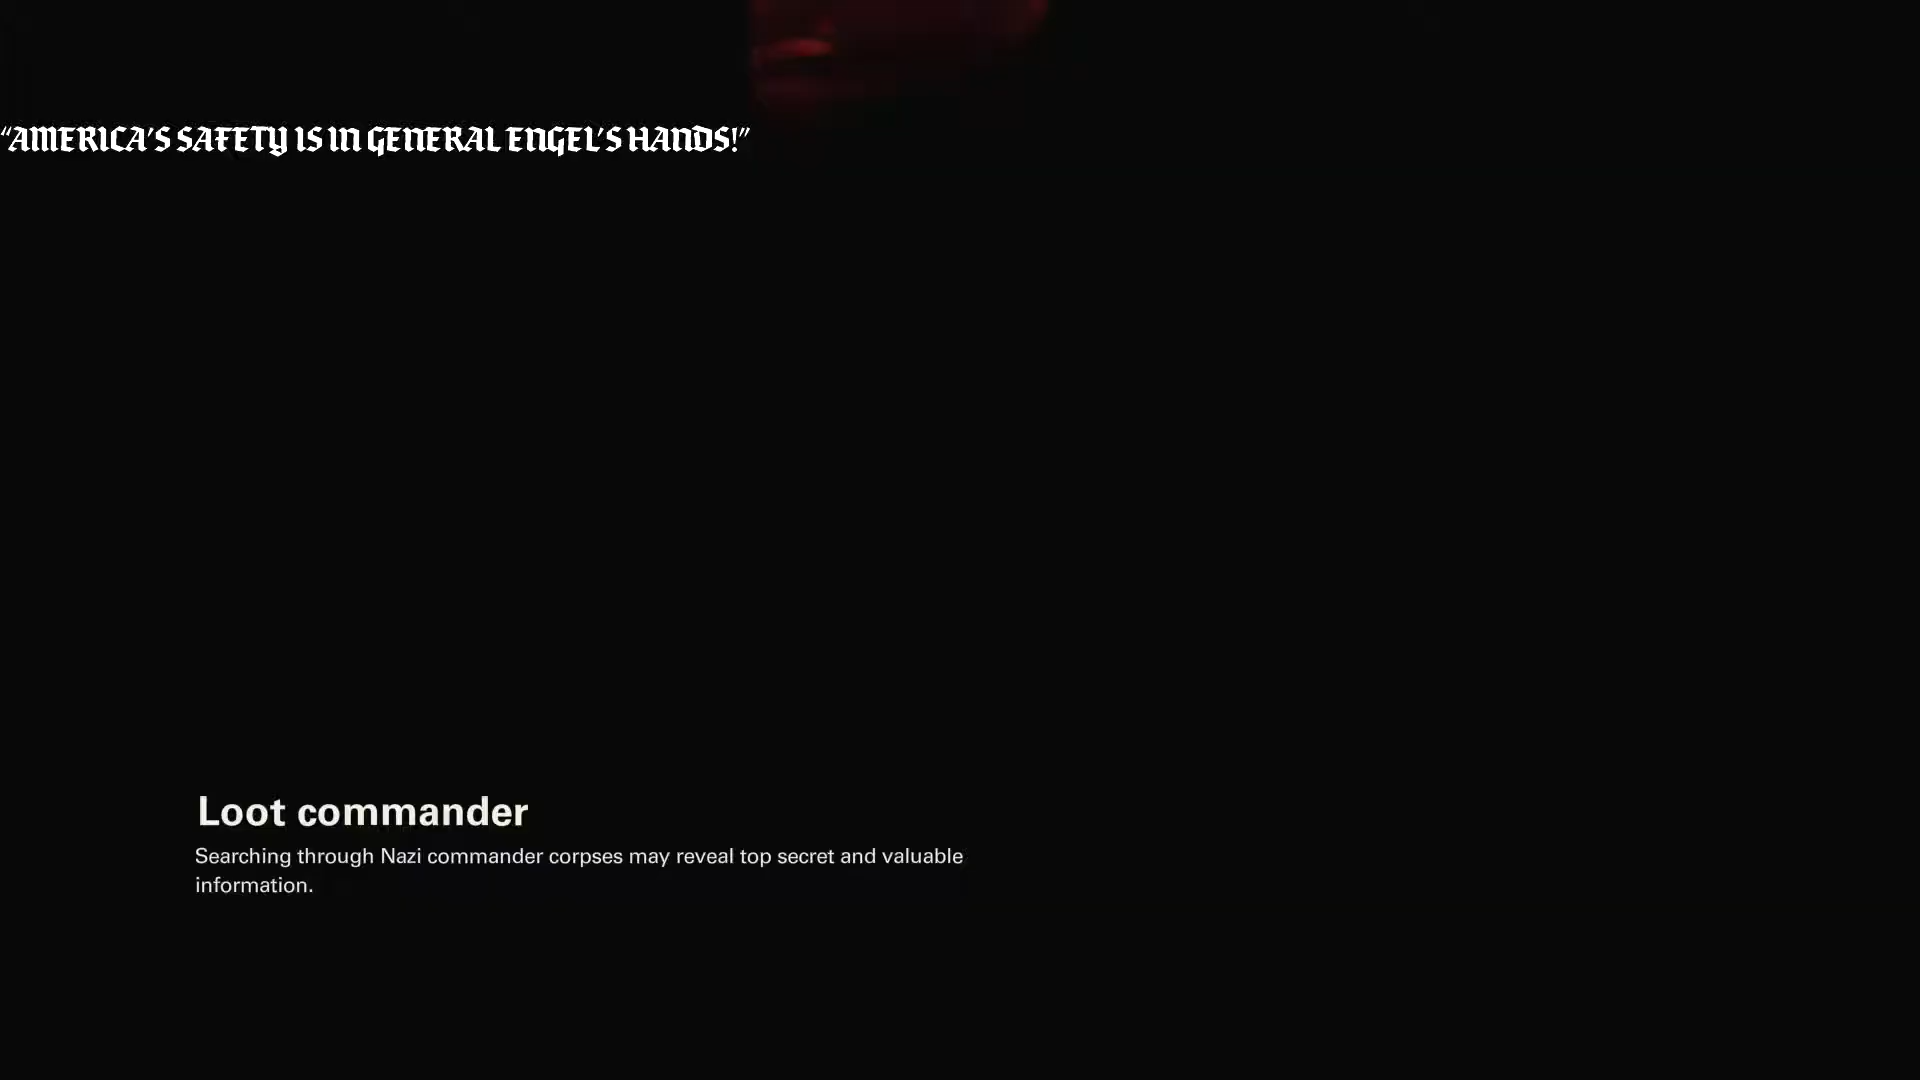 “AMERICA’S SAFETY IS IN GENERAL ENGEL’S HANDS!”
Loot commander
Searching through Nazi commander corpses may reveal top secret and valuable
information.